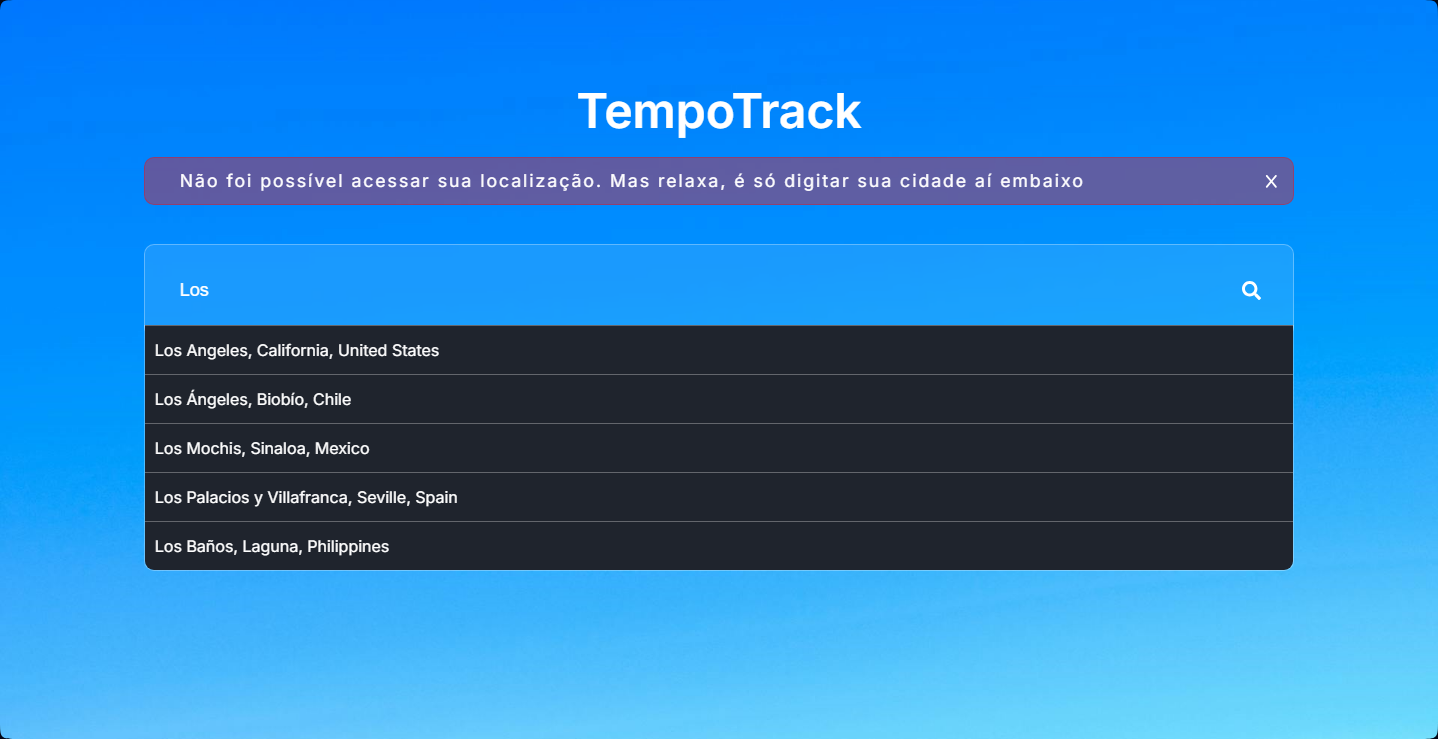 TempoTrack
Não foi possível acessar sua localização. Mas relaxa, é só digitar sua cidade aí embaixo X
Los
Los Angeles, California, United States
Los Ángeles, Biobío, Chile
Los Mochis, Sinaloa, Mexico
Los Palacios y Villafranca, Seville, Spain
Los Baños, Laguna, Philippines